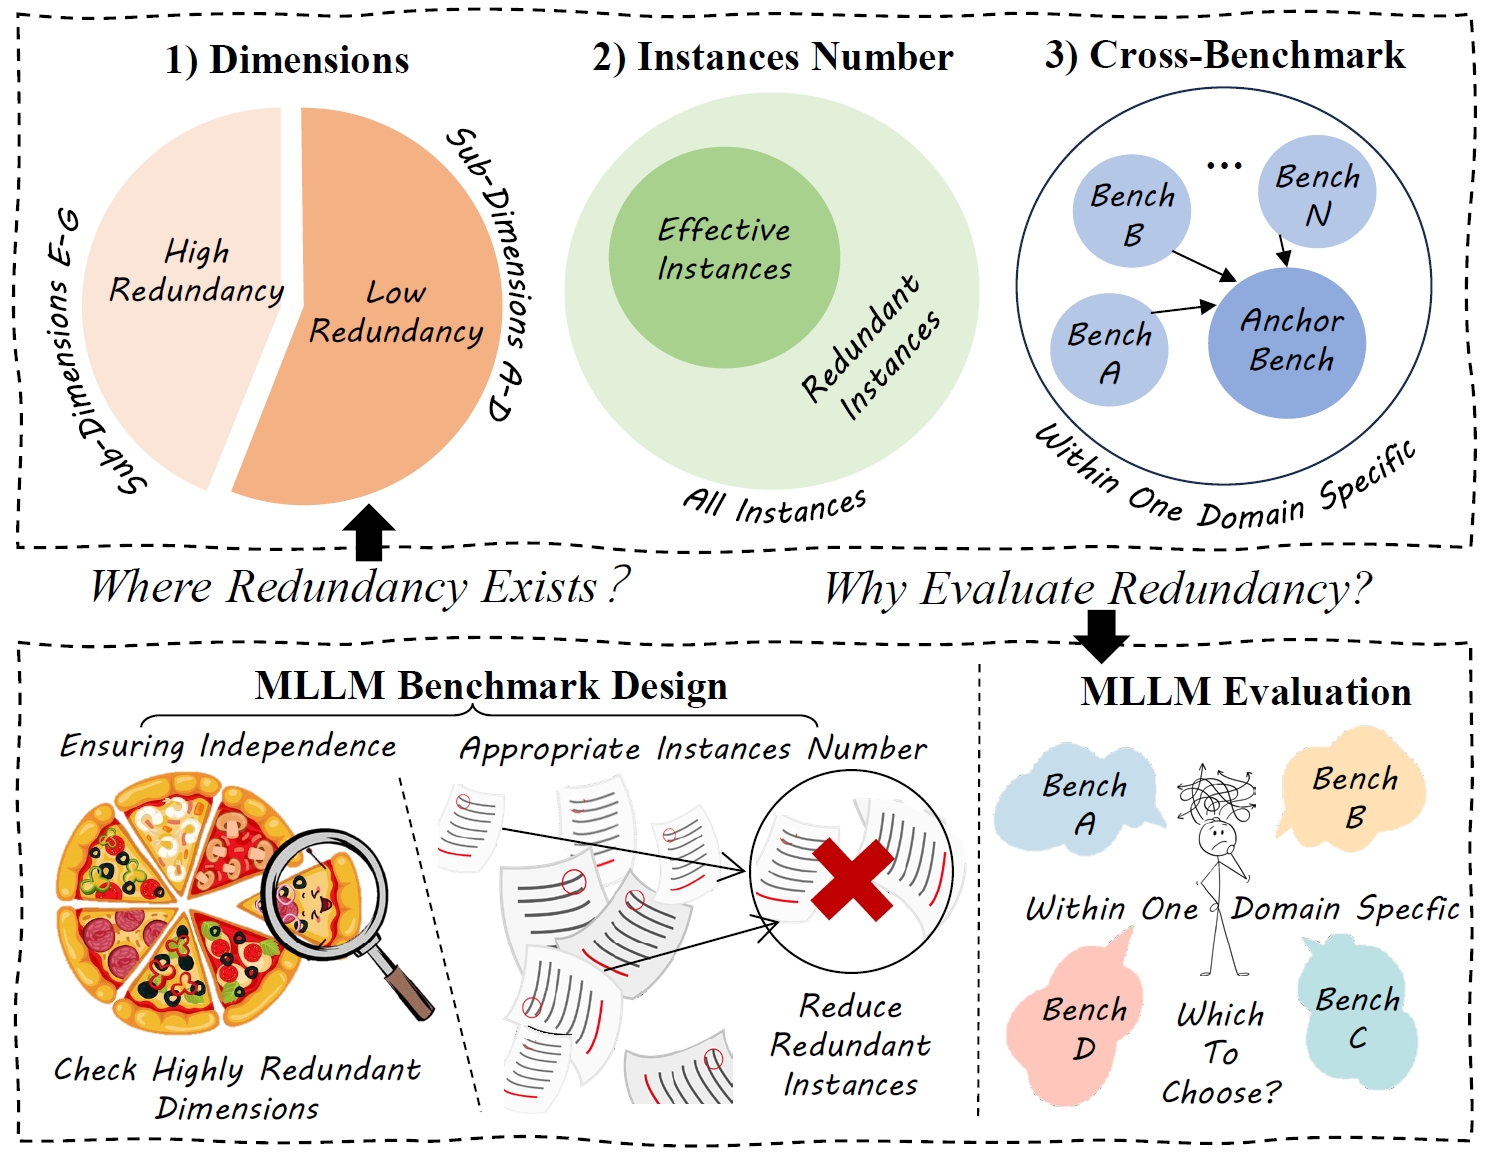 1) Dimensions
2) Instances Number
3) Cross-Benchmark
High
Redundancy
Low
Redundancy
Sub-Dimensions E-G
Sub-Dimensions A-D
Effective
Instances
Redundant
Instances
All Instances
Bench
B
...
Bench
N
Bench
A
Anchor
Bench
Within One Domain Specific
Where Redundancy Exists?
Why Evaluate Redundancy?
MLLM Benchmark Design
Ensuring Independence
Appropriate Instances Number
Check Highly Redundant
Dimensions
Reduce
Redundant
Instances
MLLM Evaluation
Bench
A
Bench
B
Within One Domain Specfic
Bench
D
Which
To
Choose?
Bench
C